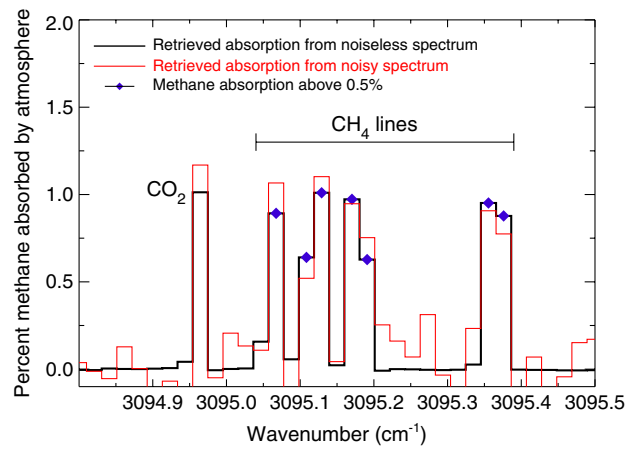 Percent methane absorbed by atmosphere
2.0
1.5
1.0
0.5
0.0
Retrieved absorption from noiseless spectrum
Retrieved absorption from noisy spectrum
Methane absorption above 0.5%
CH4 lines
CO2
3094.9 3095.0 3095.1 3095.2 3095.3 3095.4 3095.5
Wavenumber (cm-1)